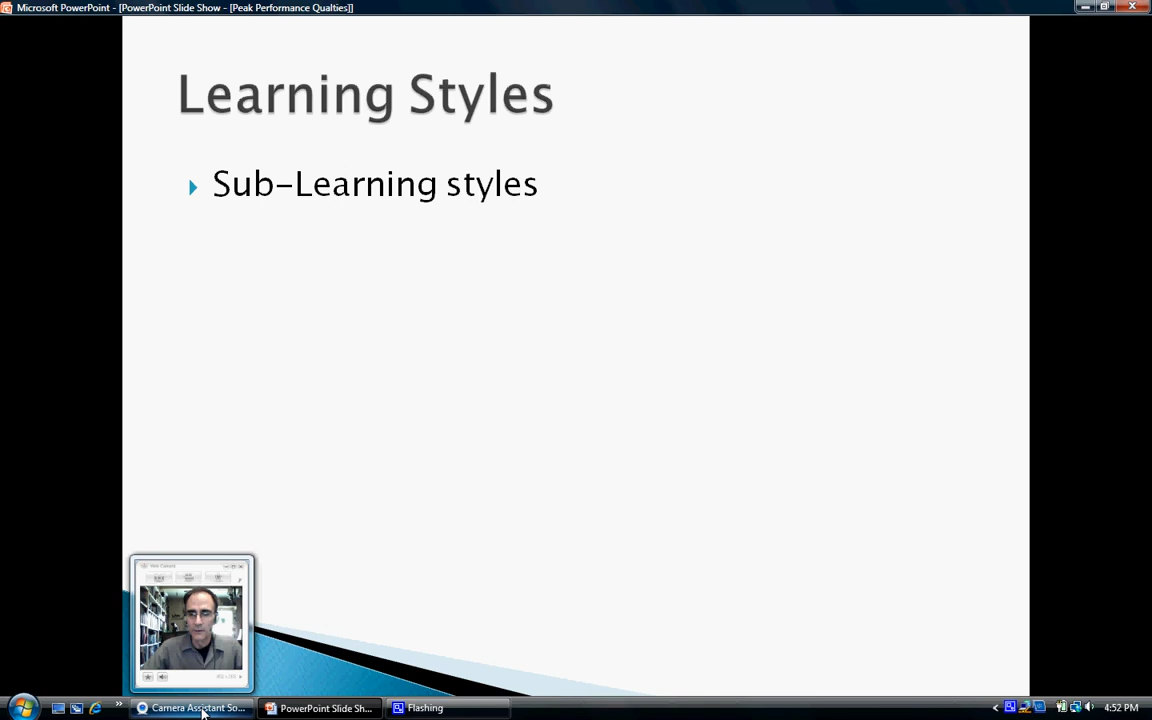 Microsoft PowerPoint - [PowerPoint Slide Show - [Peak Performance Qualties]]
Learning Styles
Sub-Learning styles
Camera Assistant So...
PowerPoint Slide Sh...
Flashing
4:52 PM